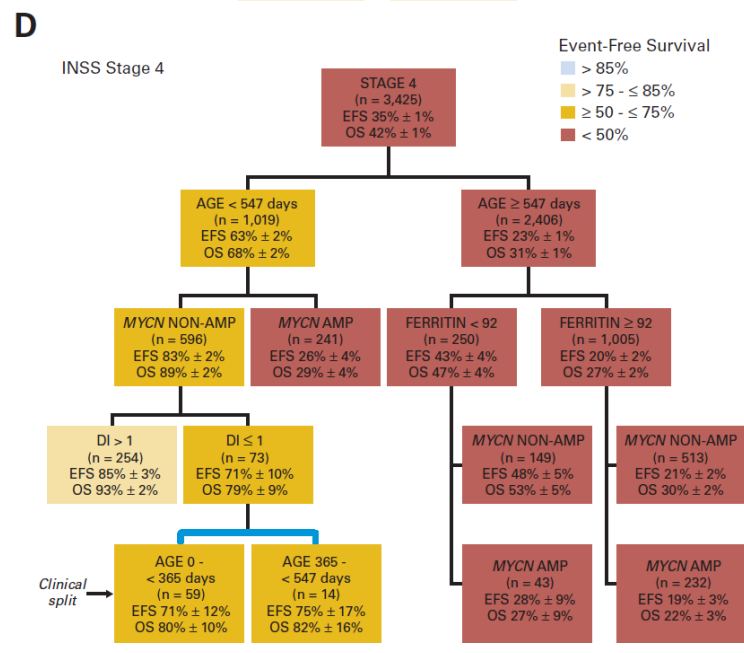 D
INSS Stage 4
Event-Free Survival
> 85%
> 75 - ≤ 85%
≥ 50 - ≤ 75%
< 50%
STAGE 4
(n = 3,425)
EFS 35% ± 1%
OS 42% ± 1%
AGE < 547 days
(n = 1,019)
EFS 63% ± 2%
OS 68% ± 2%
AGE ≥ 547 days
(n = 2,406)
EFS 23% ± 1%
OS 31% ± 1%
MYCN NON-AMP
(n = 596)
EFS 83% ± 2%
OS 89% ± 2%
MYCN AMP
(n = 241)
EFS 26% ± 4%
OS 29% ± 4%
FERRITIN < 92
(n = 250)
EFS 43% ± 4%
OS 47% ± 4%
FERRITIN ≥ 92
(n = 1,005)
EFS 20% ± 2%
OS 27% ± 2%
DI > 1
(n = 254)
EFS 85% ± 3%
OS 93% ± 2%
DI ≤ 1
(n = 73)
EFS 71% ± 10%
OS 79% ± 9%
MYCN NON-AMP
(n = 149)
EFS 48% ± 5%
OS 53% ± 5%
MYCN NON-AMP
(n = 513)
EFS 21% ± 2%
OS 30% ± 2%
Clinical
split
AGE 0 -
< 365 days
(n = 59)
EFS 71% ± 12%
OS 80% ± 10%
AGE 365 -
< 547 days
(n = 14)
EFS 75% ± 17%
OS 82% ± 16%
MYCN AMP
(n = 43)
EFS 28% ± 9%
OS 27% ± 9%
MYCN AMP
(n = 232)
EFS 19% ± 3%
OS 22% ± 3%